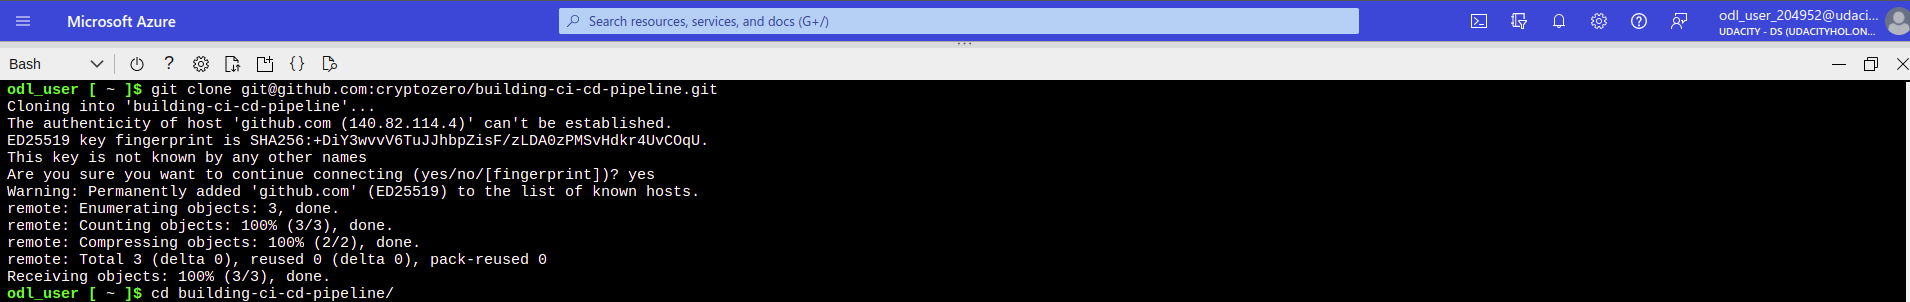 Microsoft Azure
Search resources, services, and docs (G+/)
odl_user_204952@udaci...
UDACITY - DS (UDACITYHOL.ON...
Bash
odl_user [ ~ ]$ git clone git@github.com:cryptozero/building-ci-cd-pipeline.git
Cloning into 'building-ci-cd-pipeline'...
The authenticity of host 'github.com (140.82.114.4)' can't be established.
ED25519 key fingerprint is SHA256:+DiY3wvvV6TuJJhbpZisF/zLDA0zPMSvHdkr4UvCOqU.
This key is not known by any other names
Are you sure you want to continue connecting (yes/no/[fingerprint])? yes
Warning: Permanently added 'github.com' (ED25519) to the list of known hosts.
remote: Enumerating objects: 3, done.
remote: Counting objects: 100% (3/3), done.
remote: Compressing objects: 100% (2/2), done.
remote: Total 3 (delta 0), reused 0 (delta 0), pack-reused 0
Receiving objects: 100% (3/3), done.
odl_user [ ~ ]$ cd building-ci-cd-pipeline/